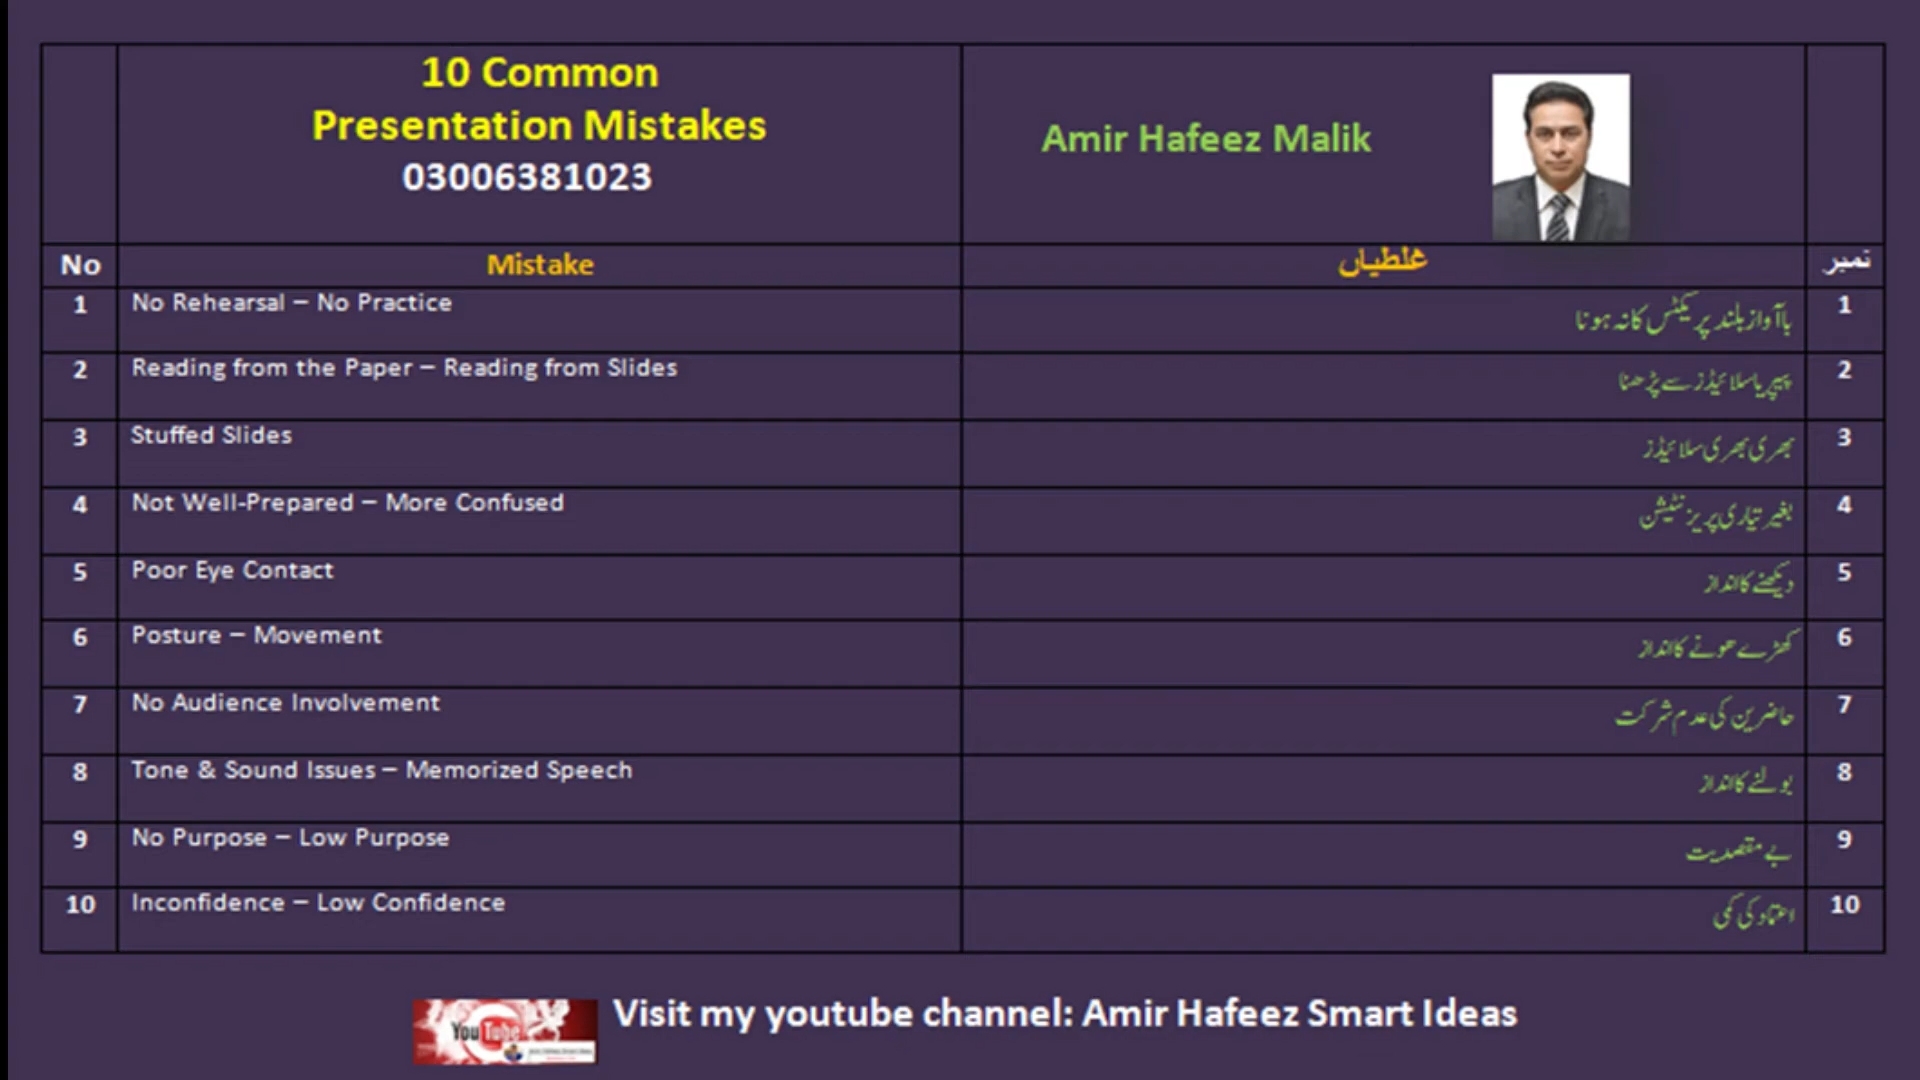 10 Common
Presentation Mistakes
03006381023
Amir Hafeez Malik
No Mistake غلطیاں نمبر
1 No Rehearsal – No Practice باآواز بلند پریکٹس کا نہ ہونا 1
2 Reading from the Paper – Reading from Slides پیپر یا سلائیڈز سے پڑھنا 2
3 Stuffed Slides بھری بھری سلائیڈز 3
4 Not Well-Prepared – More Confused بغیر تیاری پریزنٹیشن 4
5 Poor Eye Contact دیکھنے کا انداز 5
6 Posture – Movement کھڑے ھونے کا انداز 6
7 No Audience Involvement حاضرین کی عدم شرکت 7
8 Tone & Sound Issues – Memorized Speech بولنے کا انداز 8
9 No Purpose – Low Purpose بے مقصدیت 9
10 Inconfidence – Low Confidence اعتماد کی کمی 10
You Tube
Visit my youtube channel: Amir Hafeez Smart Ideas